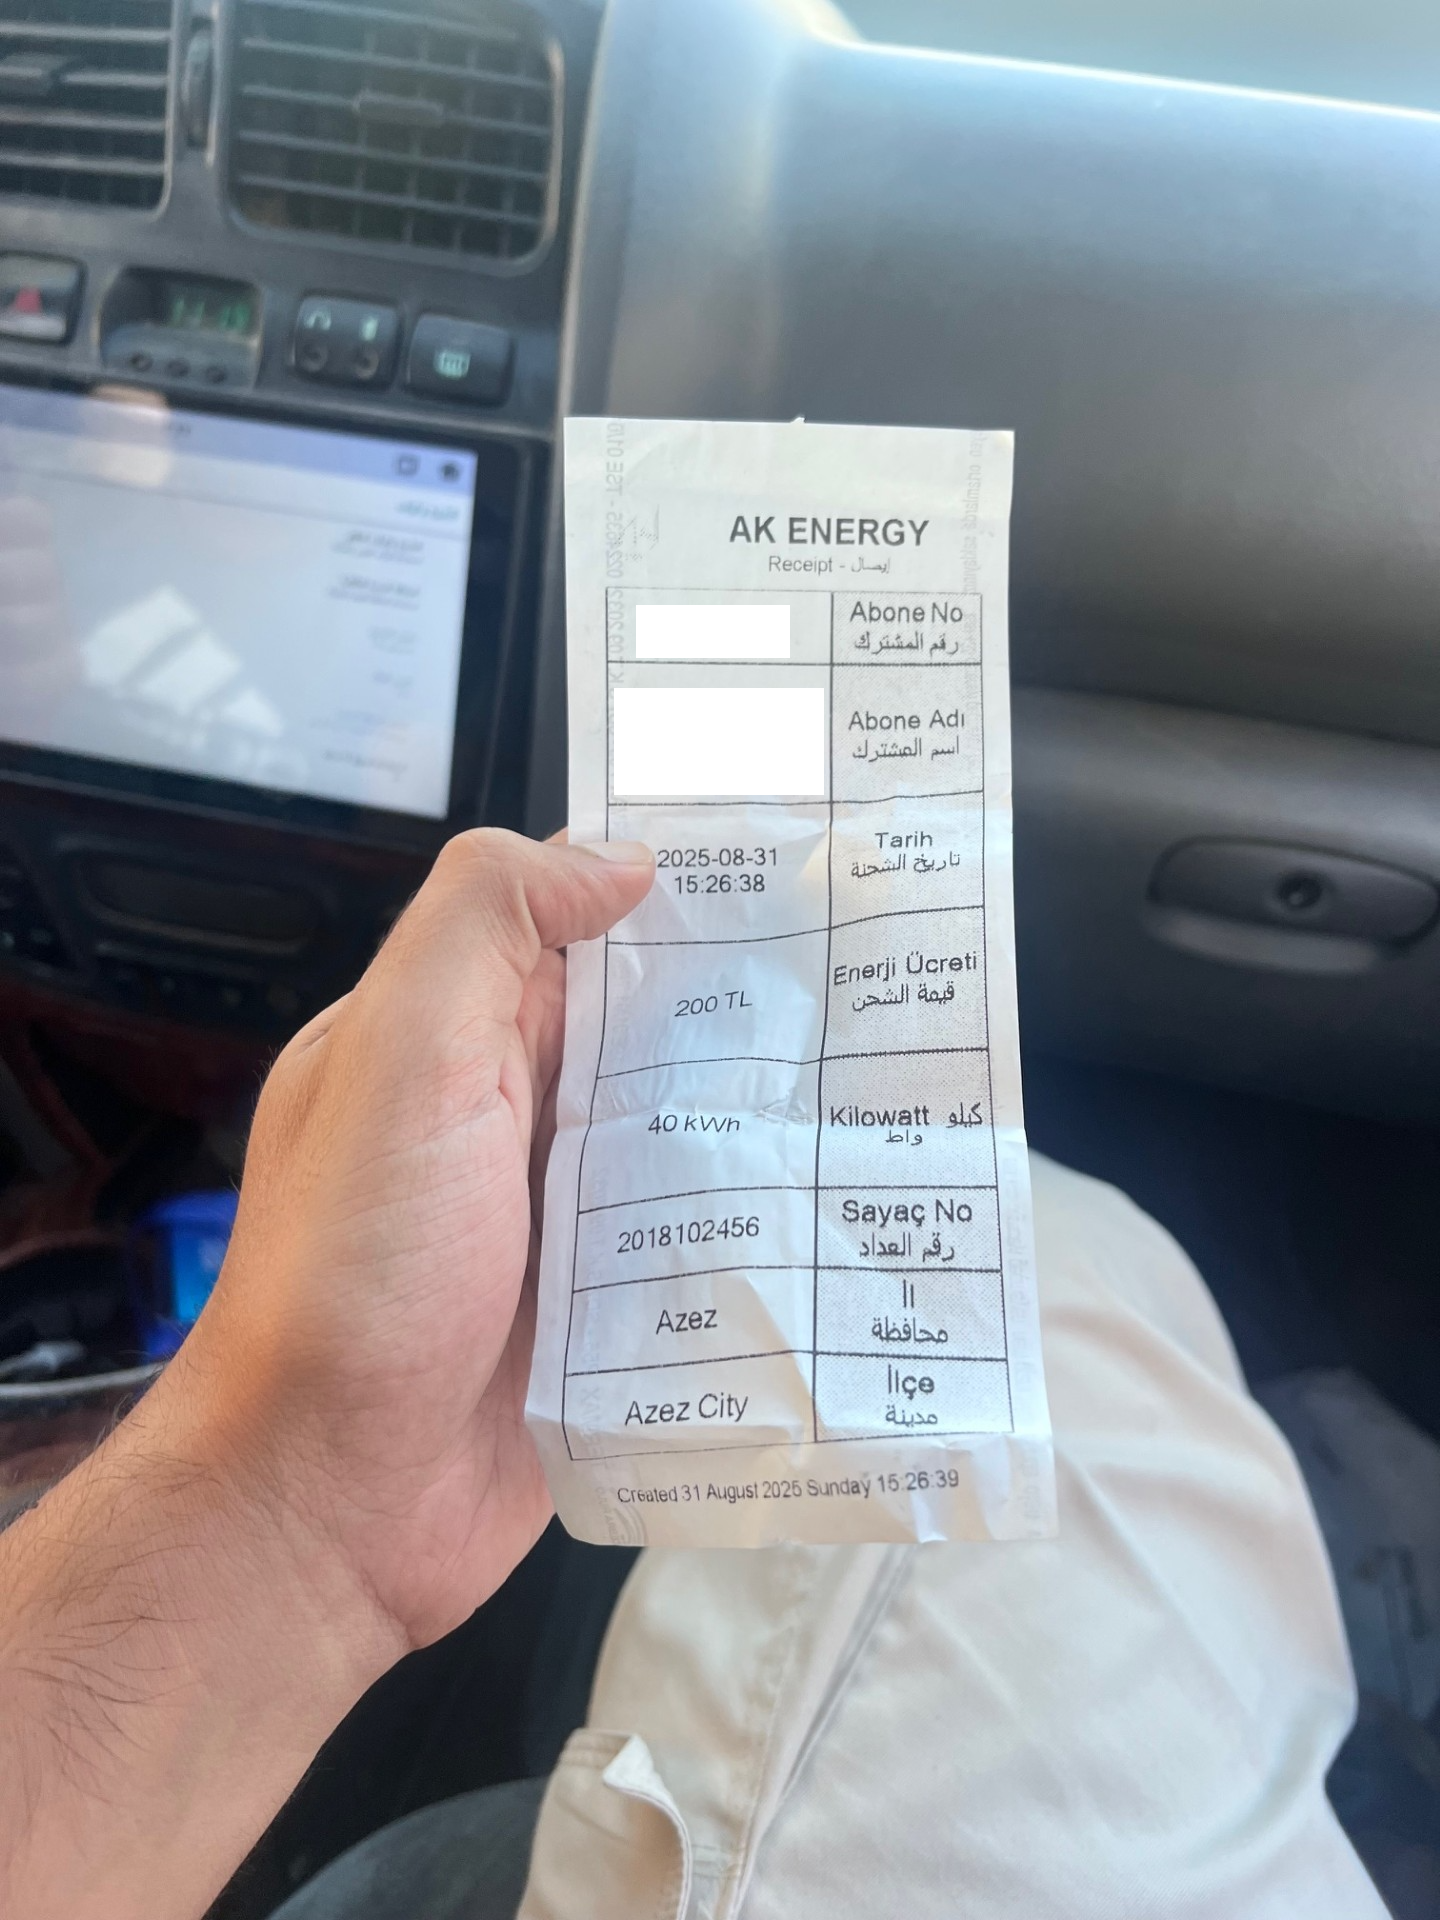 AK ENERGY
Receipt - إيصال
Abone No
رقم المشترك
Abone Adı
اسم المشترك
2025-08-31
15:26:38
Tarih
تاريخ الشحنة
200 TL
Enerji Ücreti
قيمة الشحن
40 kWh
Kilowatt كيلو
واط
2018102456
Sayaç No
رقم العداد
Azez
İl
محافظة
Azez City
İlçe
مدينة
Created 31 August 2025 Sunday 15:26:39